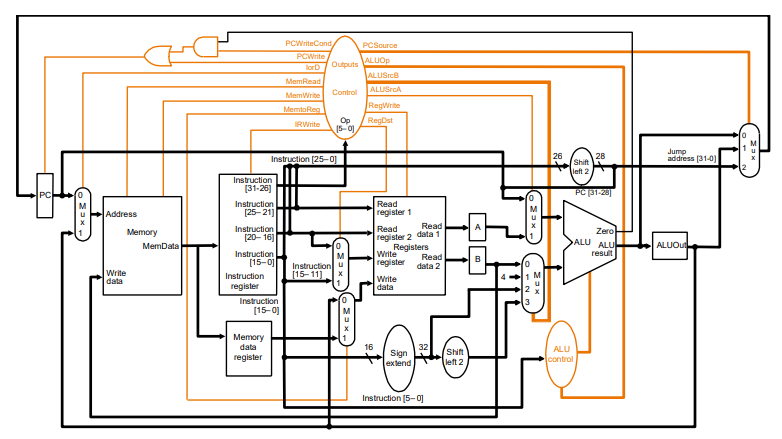 PCWriteCond
PCWrite
IorD
MemRead
MemWrite
MemtoReg
IRWrite
Outputs
Control
Op
[5–0]
PCSource
ALUOp
ALUSrcB
ALUSrcA
RegWrite
RegDst
Instruction [25–0]
26
Shift
left 2
28
Jump
address [31-0]
PC [31-28]
0
1
2
M
u
x
PC
0
M
u
x
1
Address
Memory
MemData
Write
data
Instruction
[31-26]
Instruction
[25–21]
Instruction
[20–16]
Instruction
[15–0]
Instruction
register
Instruction
[15–0]
Instruction
[15–11]
Memory
data
register
0
M
u
x
1
0
M
u
x
1
Read
register 1
Read
register 2
Registers
Write
register
Write
data
Read
data 1
Read
data 2
A
B
4
0
M
u
x
1
0
1
2
3
M
u
x
Zero
ALU
ALU
result
ALUOut
16
Sign
extend
32
Shift
left 2
ALU
control
Instruction [5–0]